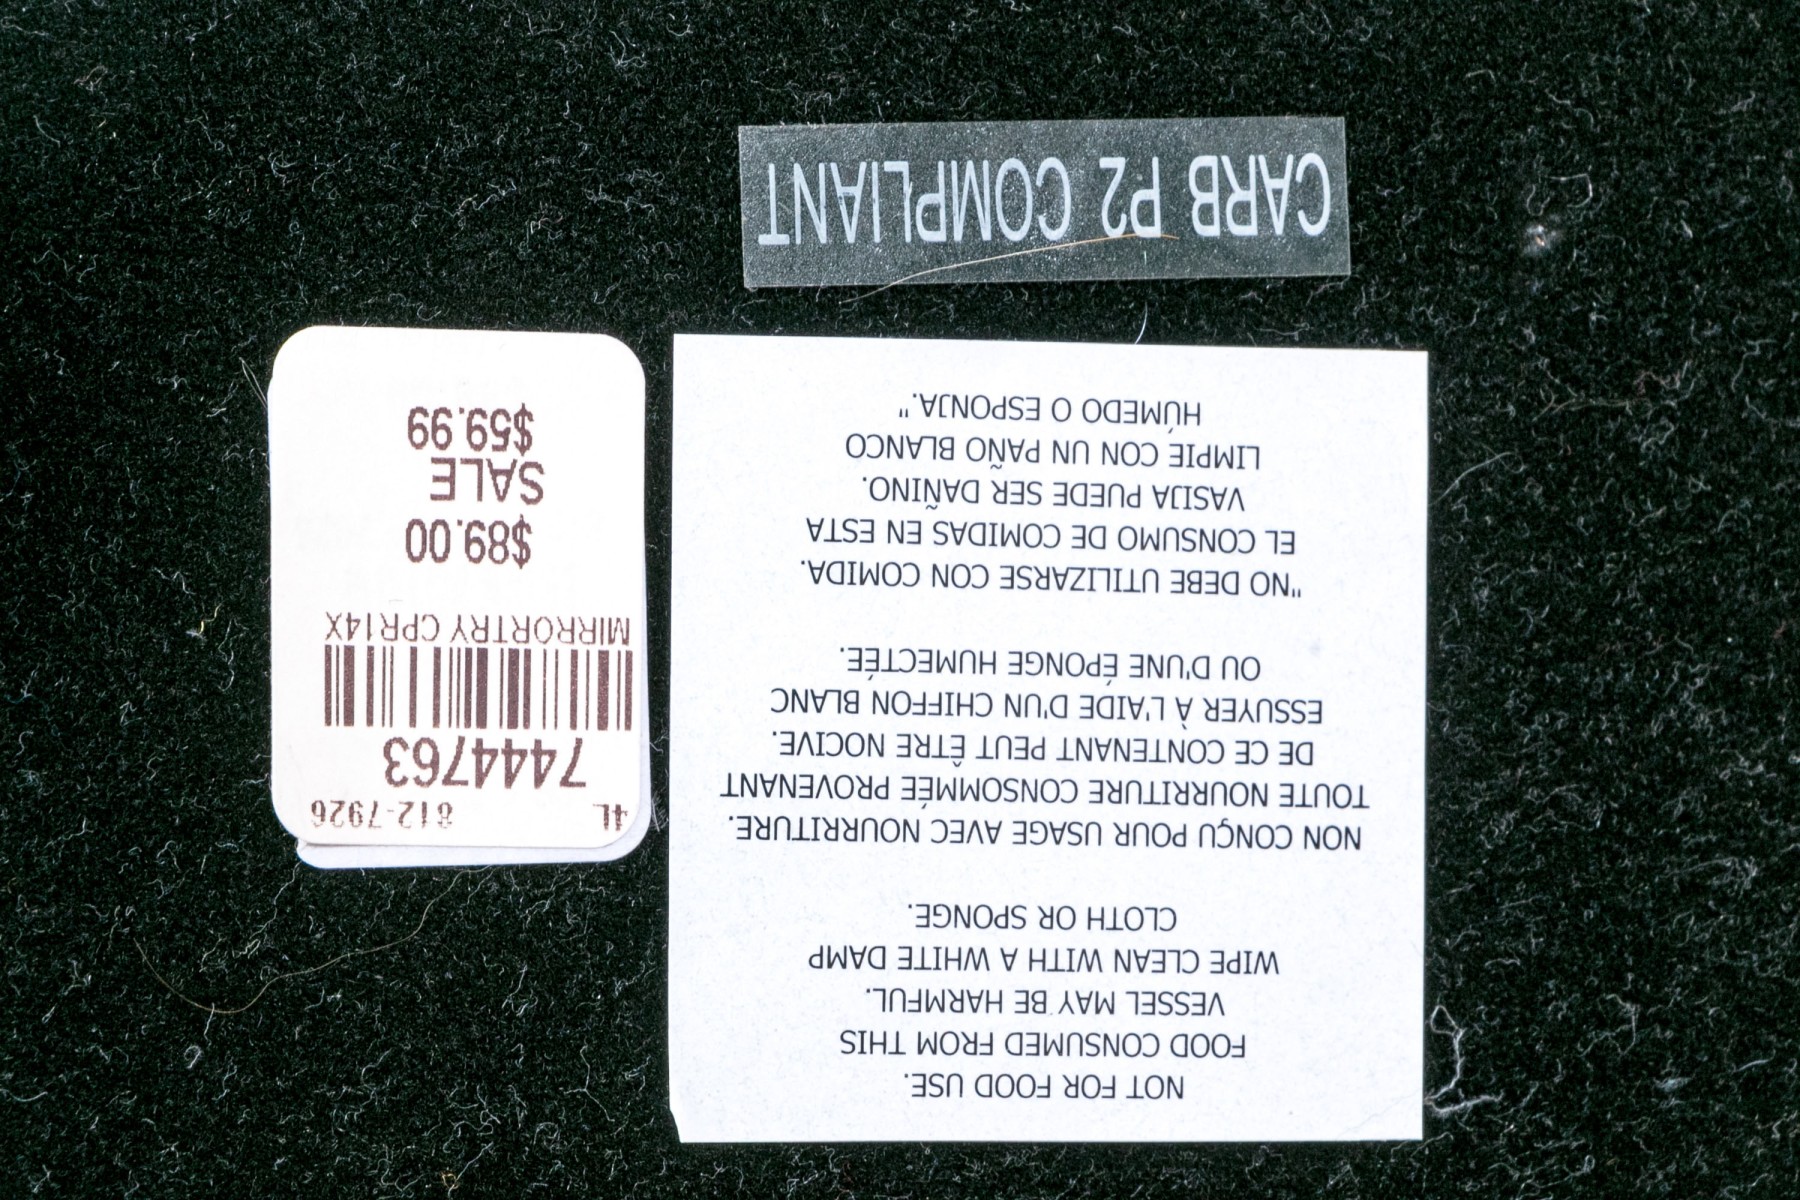 NOT FOR FOOD USE.
FOOD CONSUMED FROM THIS
VESSEL MAY BE HARMFUL.
WIPE CLEAN WITH A WHITE DAMP
CLOTH OR SPONGE.
NON CONÇU POUR USAGE AVEC NOURRITURE.
TOUTE NOURRITURE CONSOMMÉE PROVENANT
DE CE CONTENANT PEUT ÊTRE NOCIVE.
ESSUYER À L'AIDE D'UN CHIFFON BLANC
OU D'UNE ÉPONGE HUMECTÉE.
"NO DEBE UTILIZARSE CON COMIDA.
EL CONSUMO DE COMIDAS EN ESTA
VASIJA PUEDE SER DAÑINO.
LIMPIE CON UN PAÑO BLANCO
HÚMEDO O ESPONJA."
4L 812-7926
7444763
MIRRORTRY CPR14X
$89.00
SALE
$59.99
CARB P2 COMPLIANT